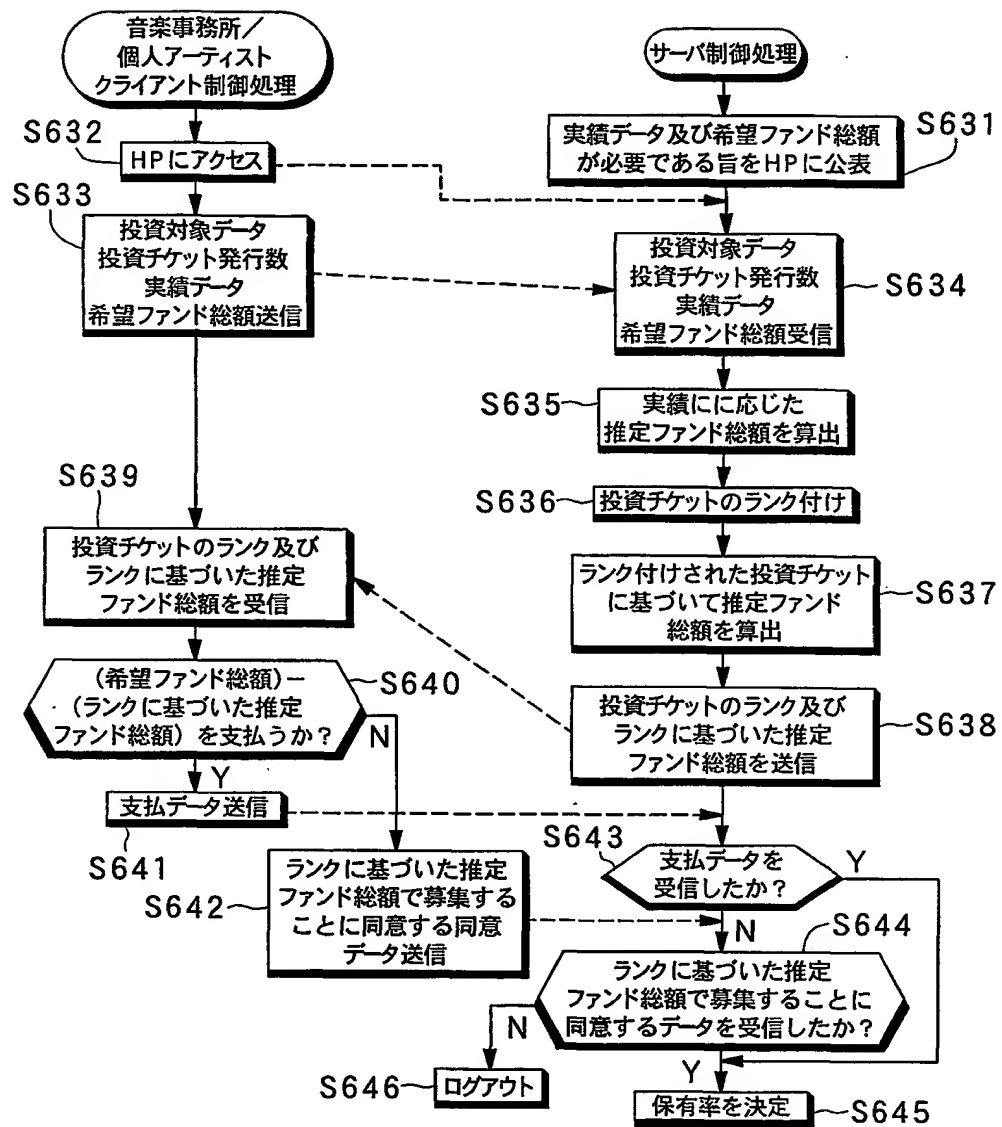 音楽事務所/
個人アーティスト
クライアント制御処理
S632
HPにアクセス
S633
投資対象データ
投資チケット発行数
実績データ
希望ファンド総額送信
S639
投資チケットのランク及び
ランクに基づいた推定
ファンド総額を受信
(希望ファンド総額)ー
(ランクに基づいた推定
ファンド総額)を支払うか?
S640
N
Y
支払データ送信
S641
S642
ランクに基づいた推定
ファンド総額で募集する
ことに同意する同意
データ送信
サーバ制御処理
S631
実績データ及び希望ファンド総額
が必要である旨をHPに公表
投資対象データ
投資チケット発行数
実績データ
希望ファンド総額受信
S634
S635
実績にに応じた
推定ファンド総額を算出
S636
投資チケットのランク付け
ランク付けされた投資チケット
に基づいて推定ファンド
総額を算出
S637
投資チケットのランク及び
ランクに基づいた推定
ファンド総額を送信
S638
S643
支払データを
受信したか?
Y
N
S644
ランクに基づいた推定
ファンド総額で募集することに
同意するデータを受信したか?
N
Y
S646
ログアウト
保有率を決定
S645